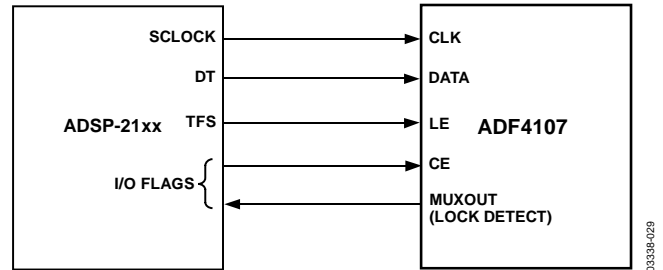 SCLOCK
DT
TFS
ADSP-21xx
I/O FLAGS
CLK
DATA
LE
ADF4107
CE
MUXOUT
(LOCK DETECT)
03338-029